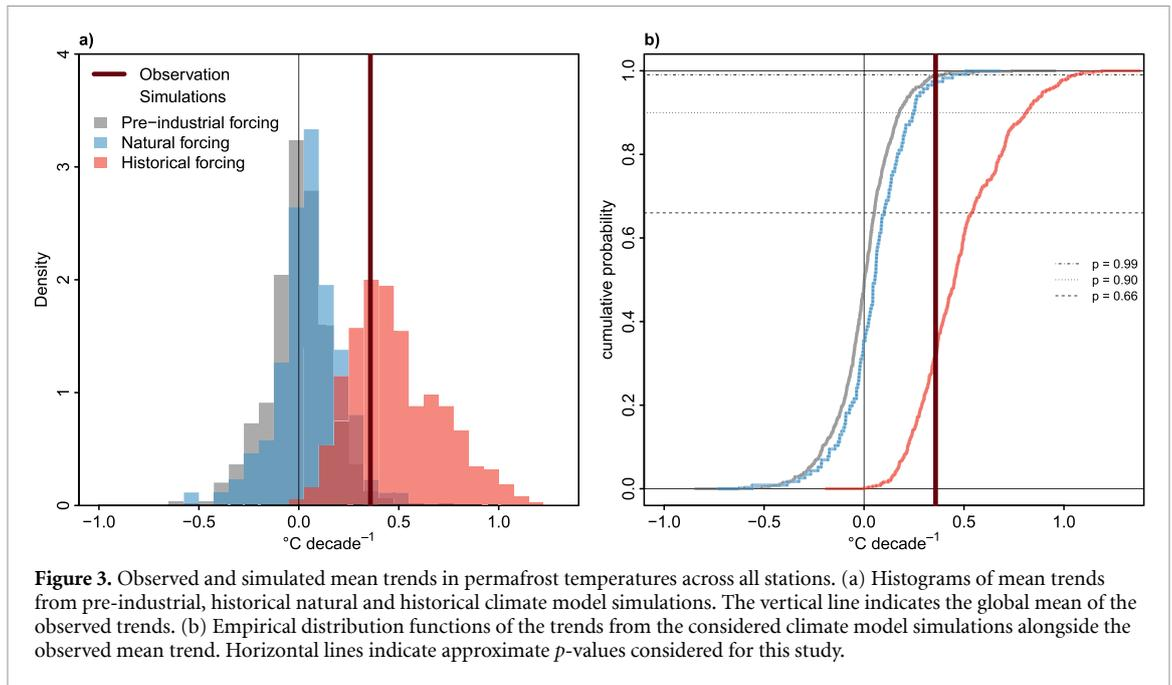 a)
4
3
2
1
0
Density
Observation
Simulations
Pre−industrial forcing
Natural forcing
Historical forcing
−1.0 −0.5 0.0 0.5 1.0
°C decade⁻¹
b)
1.0
0.8
0.6
0.4
0.2
0.0
cumulative probability
p = 0.99
p = 0.90
p = 0.66
−1.0 −0.5 0.0 0.5 1.0
°C decade⁻¹
Figure 3. Observed and simulated mean trends in permafrost temperatures across all stations. (a) Histograms of mean trends
from pre-industrial, historical natural and historical climate model simulations. The vertical line indicates the global mean of the
observed trends. (b) Empirical distribution functions of the trends from the considered climate model simulations alongside the
observed mean trend. Horizontal lines indicate approximate p-values considered for this study.